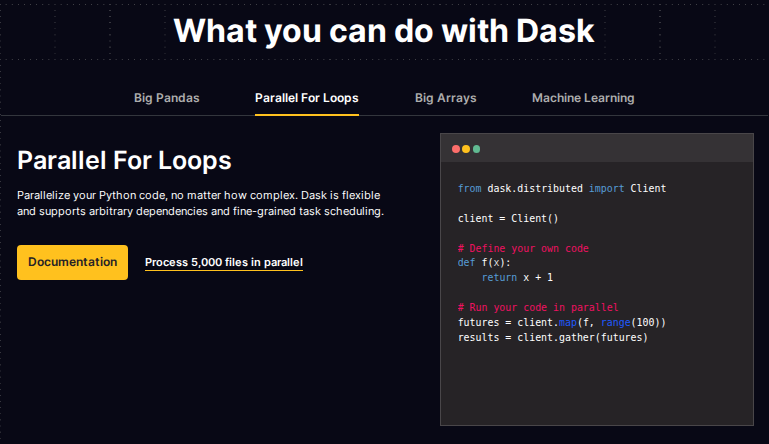 What you can do with Dask
Big Pandas
Parallel For Loops
Big Arrays
Machine Learning
Parallel For Loops
Parallelize your Python code, no matter how complex. Dask is flexible
and supports arbitrary dependencies and fine-grained task scheduling.
Documentation
Process 5,000 files in parallel
from dask.distributed import Client
client = Client()
# Define your own code
def f(x):
    return x + 1
# Run your code in parallel
futures = client.map(f, range(100))
results = client.gather(futures)